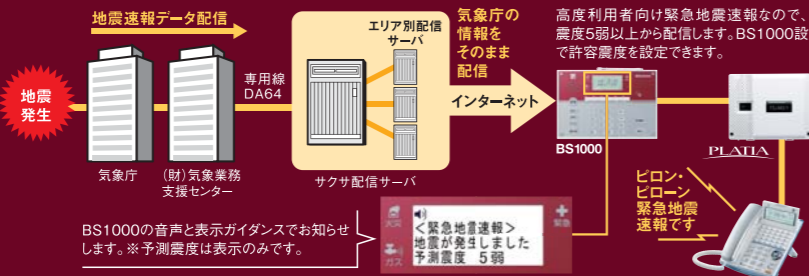 地震速報データ配信
地震
発生
気象庁
(財)気象業務
支援センター
専用線
DA64
エリア別配信
サーバ
サクサ配信サーバ
気象庁の
情報を
そのまま
配信
インターネット
高度利用者向け緊急地震速報なので、
震度5弱以上から配信します。BS1000設
で許容震度を設定できます。
BS1000
PLATIA
ピロン・
ピローン
緊急地震
速報です
BS1000の音声と表示ガイダンスでお知らせ
します。※予測震度は表示のみです。
火災
ガス
緊急
<緊急地震速報>
地震が発生しました
予測震度 5弱